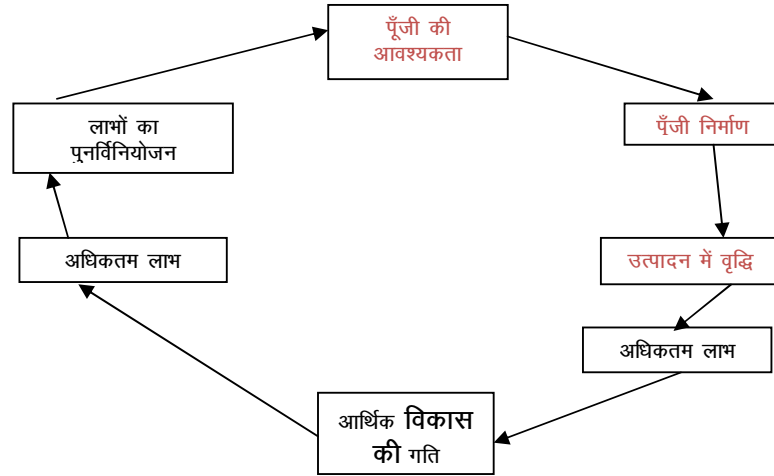 पूँजी की
आवश्यकता
पूँजी निर्माण
उत्पादन में वृद्धि
अधिकतम लाभ
आर्थिक विकास
की गति
अधिकतम लाभ
लाभों का
पुनर्विनियोजन